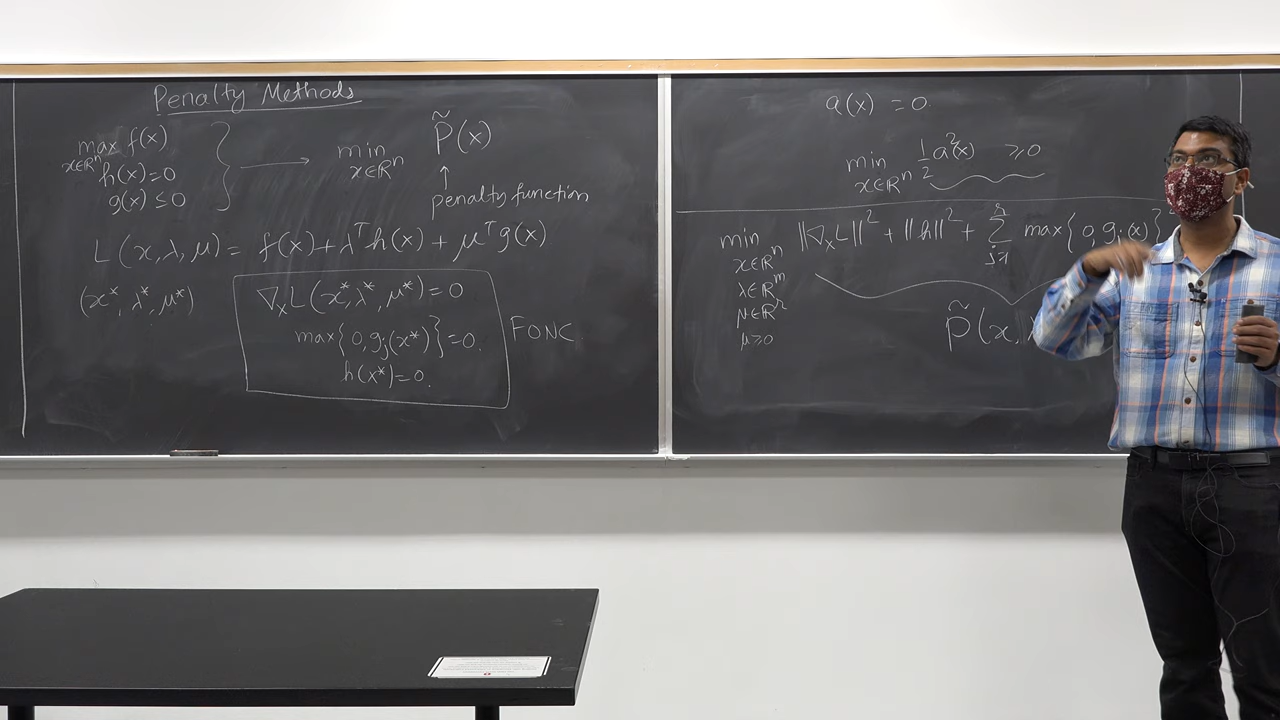 Penalty Methods
max f(x)
x∈ℝⁿ
h(x)=0
g(x) ≤ 0
min
x∈ℝⁿ
P̃(x)
↑
penalty function
L(x,λ,μ) = f(x)+λᵀh(x) + μᵀg(x)
(x*,λ*,μ*)
∇ₓL(x*,λ*,μ*)=0
max{0,gⱼ(x*)}=0.
h(x*)=0.
FONC
a(x) = 0.
min ½a²(x) ≥0
x∈ℝⁿ
min ||∇ₓL||² + ||h||² + Σ max{0,gⱼ(x)}
x∈ℝⁿ
λ∈ℝᵐ
μ∈ℝʳ
μ≥0
P̃(x,